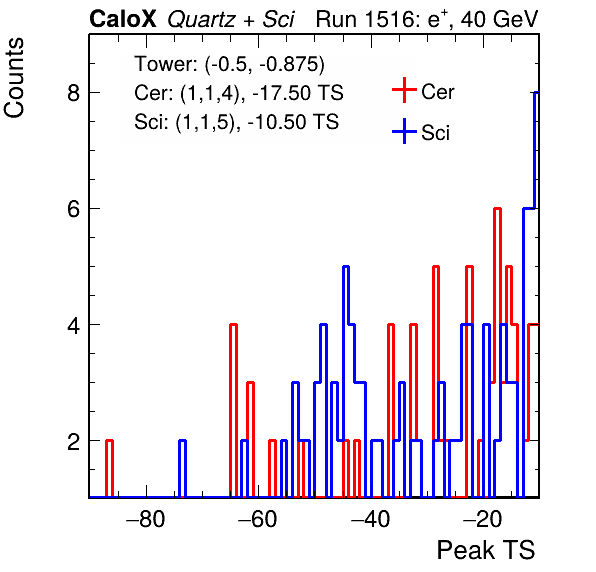 CaloX Quartz + Sci Run 1516: e+, 40 GeV
Counts
Tower: (-0.5, -0.875)
Cer: (1,1,4), -17.50 TS
Sci: (1,1,5), -10.50 TS
Cer
Sci
8
6
4
2
−80 −60 −40 −20
Peak TS